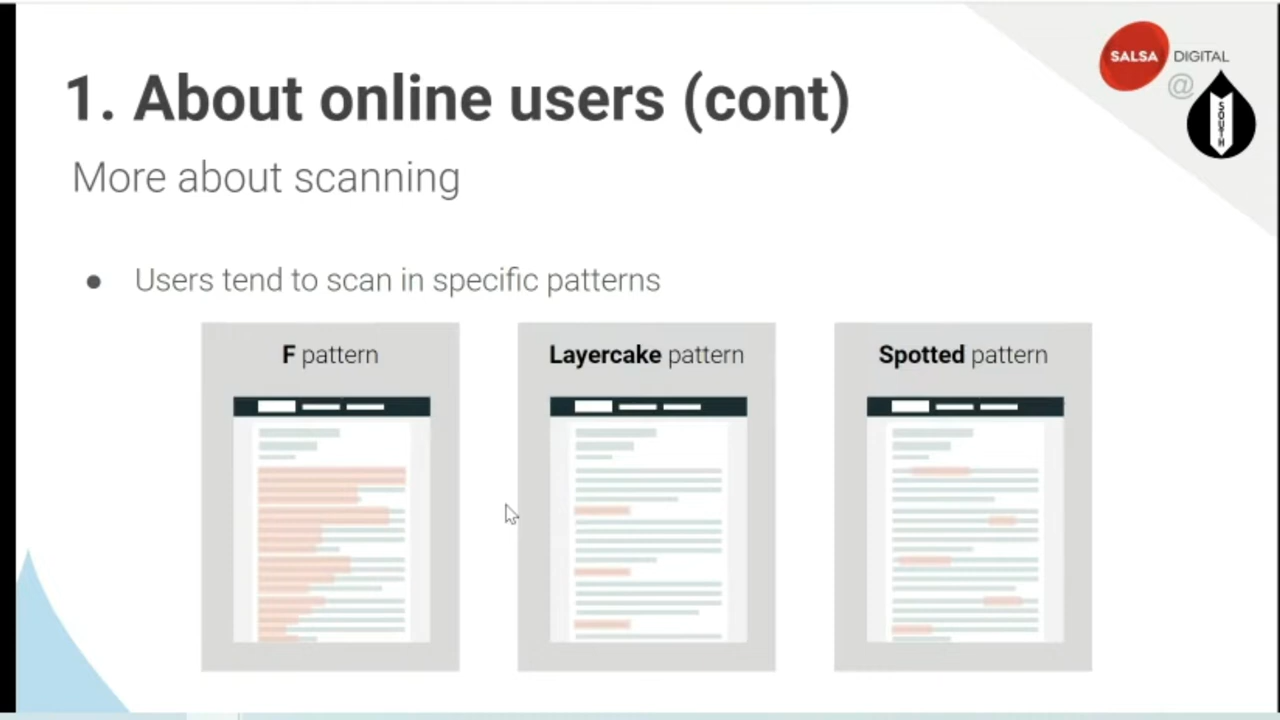 SALSA DIGITAL
@
SOUTH
1. About online users (cont)
More about scanning
● Users tend to scan in specific patterns
F pattern
Layercake pattern
Spotted pattern